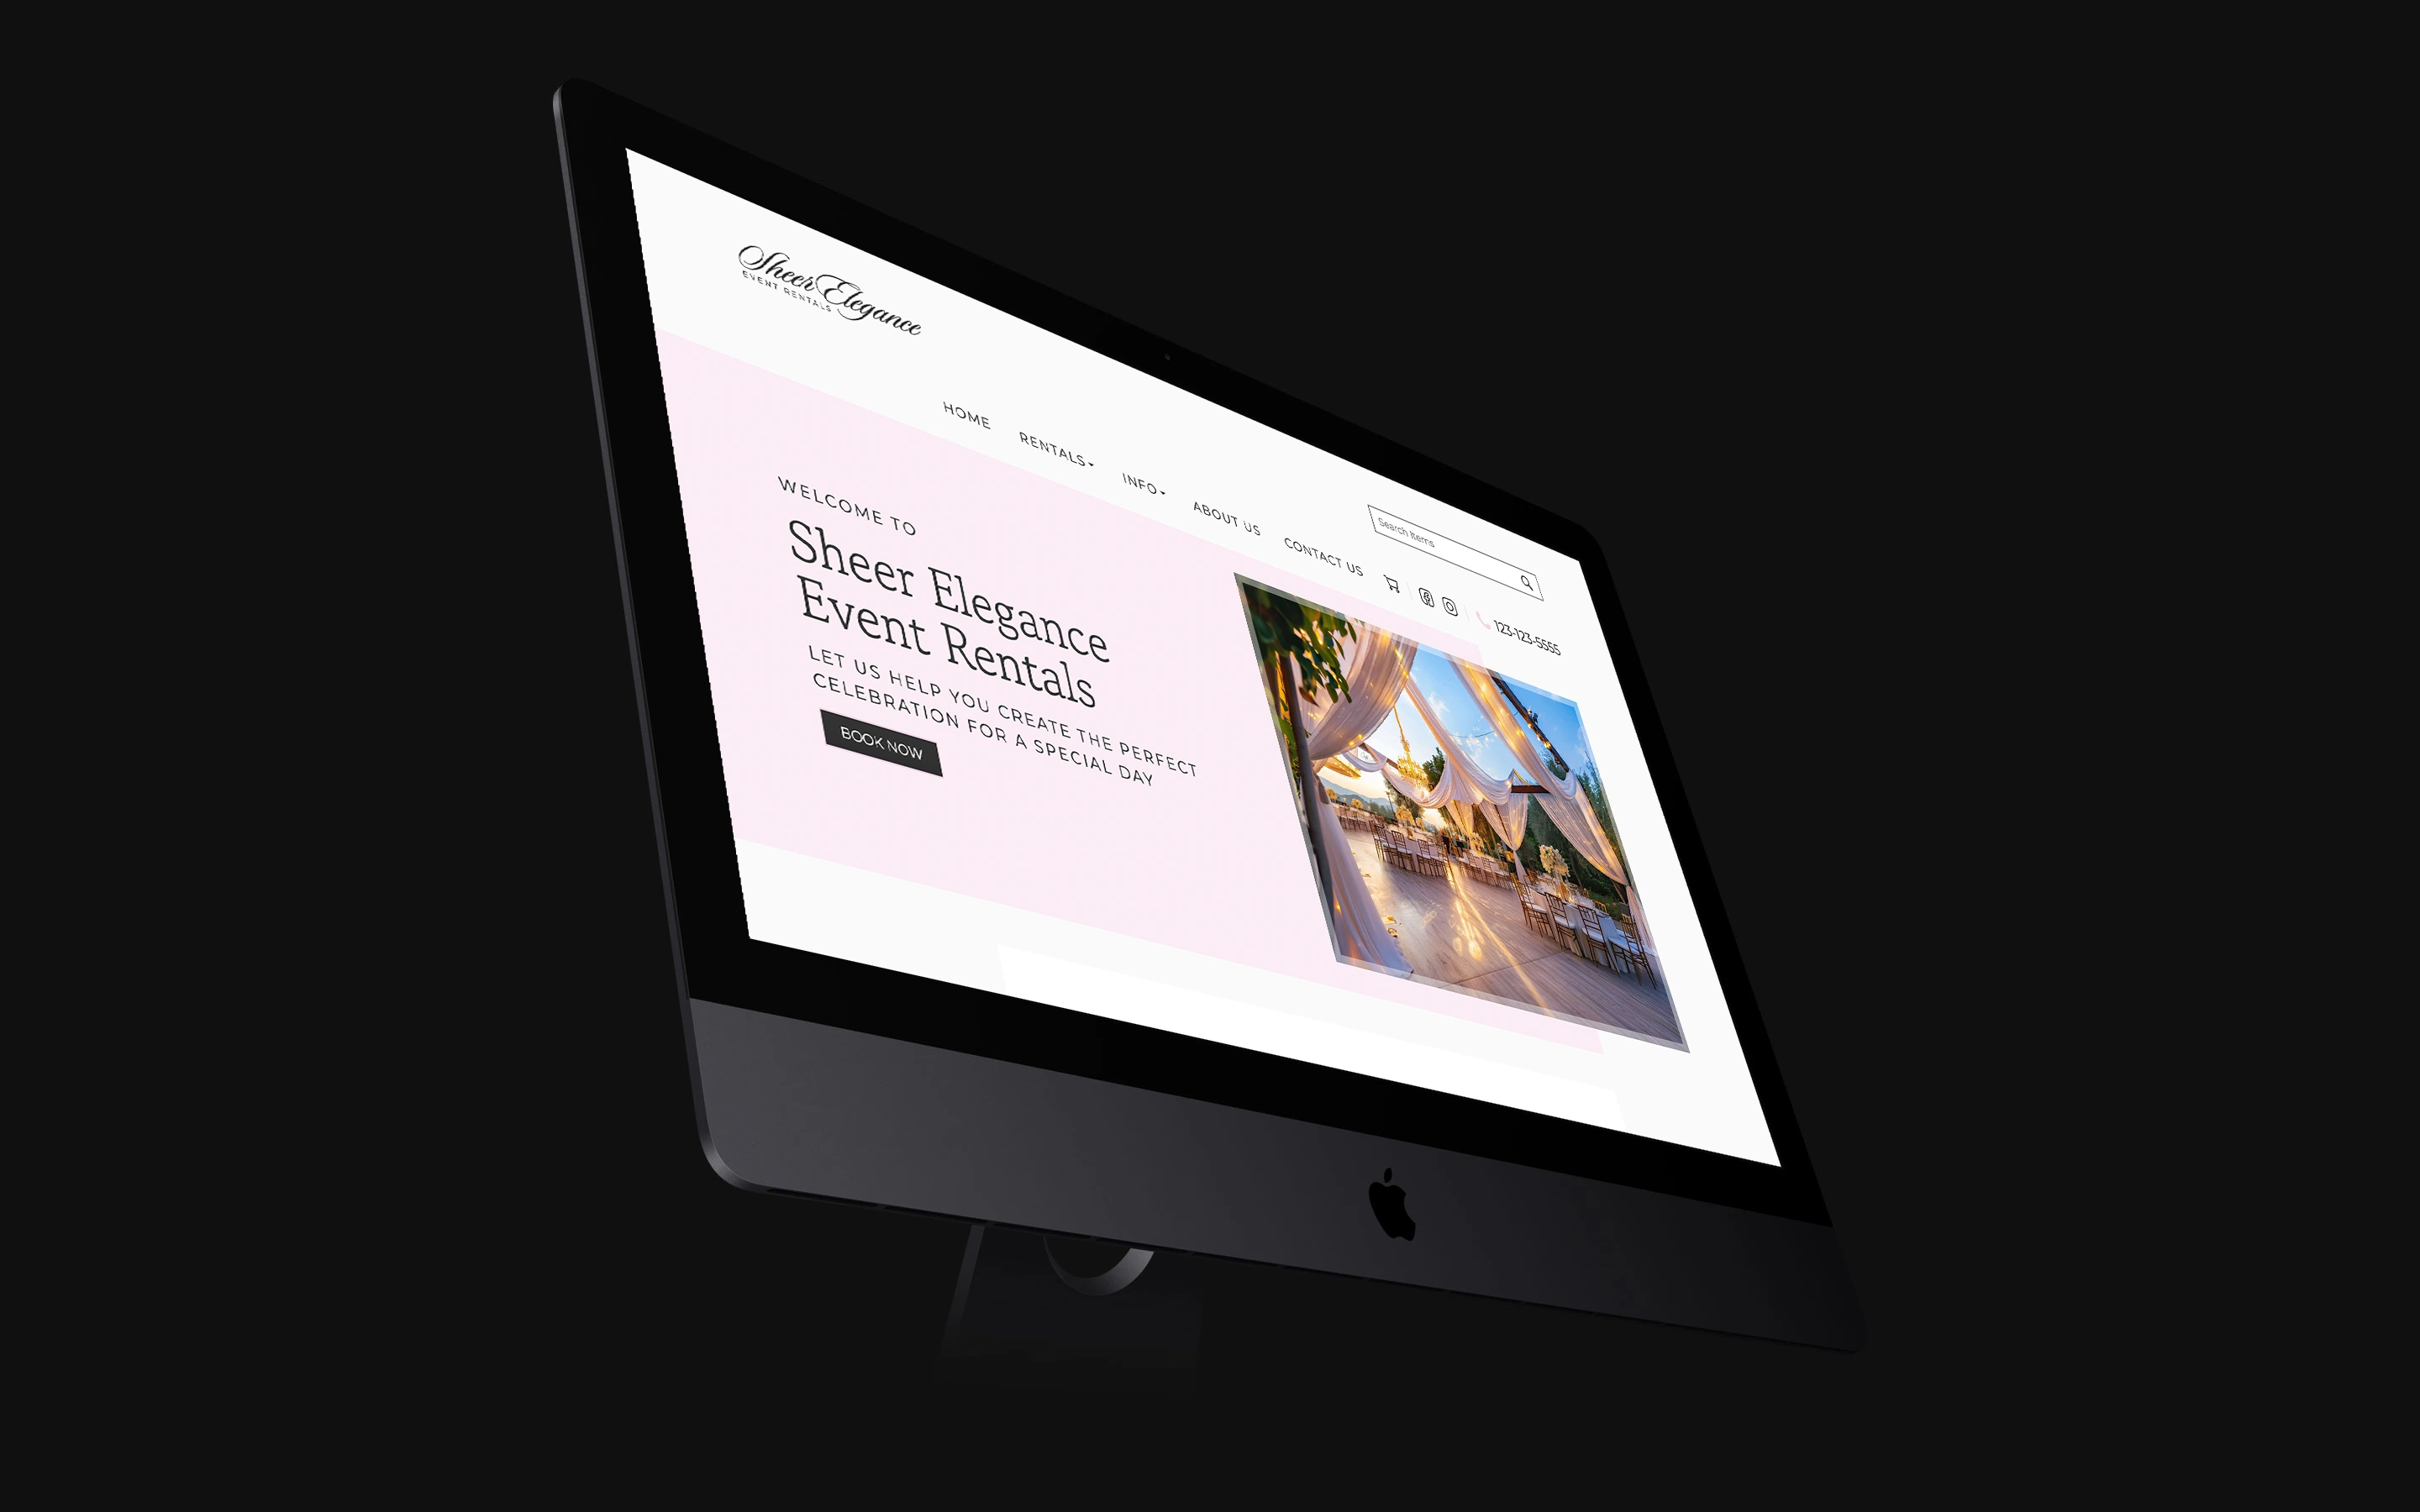 Sheer Elegance
EVENT RENTALS
Search Items
HOME RENTALS INFO ABOUT US CONTACT US 123-123-5555
WELCOME TO
Sheer Elegance
Event Rentals
LET US HELP YOU CREATE THE PERFECT
CELEBRATION FOR A SPECIAL DAY
BOOK NOW